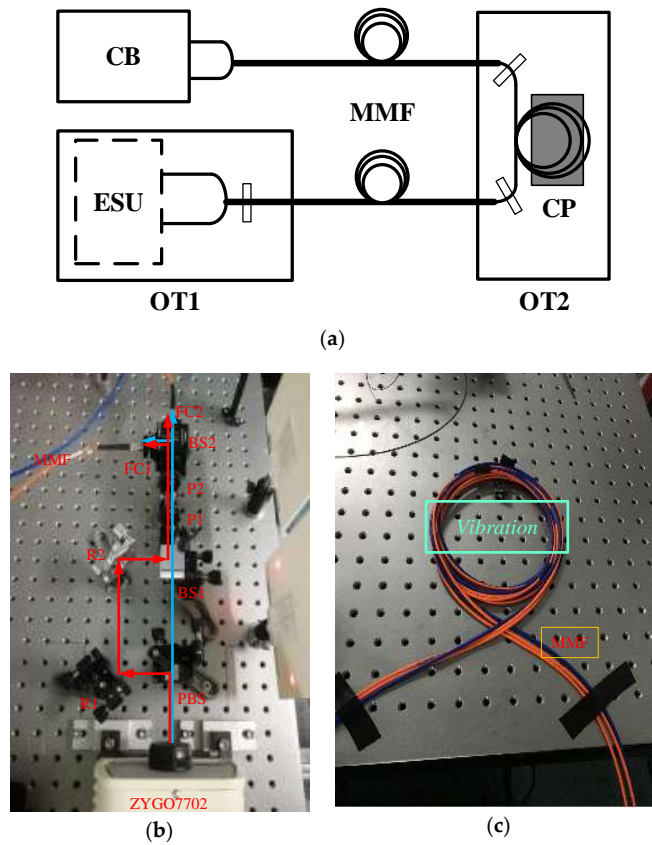 CB
MMF
ESU
CP
OT1
OT2
(a)
FC2
BS2
MMF
FC1
P2
P1
R2
BS1
PBS
R1
ZYGO7702
(b)
Vibration
MMF
(c)